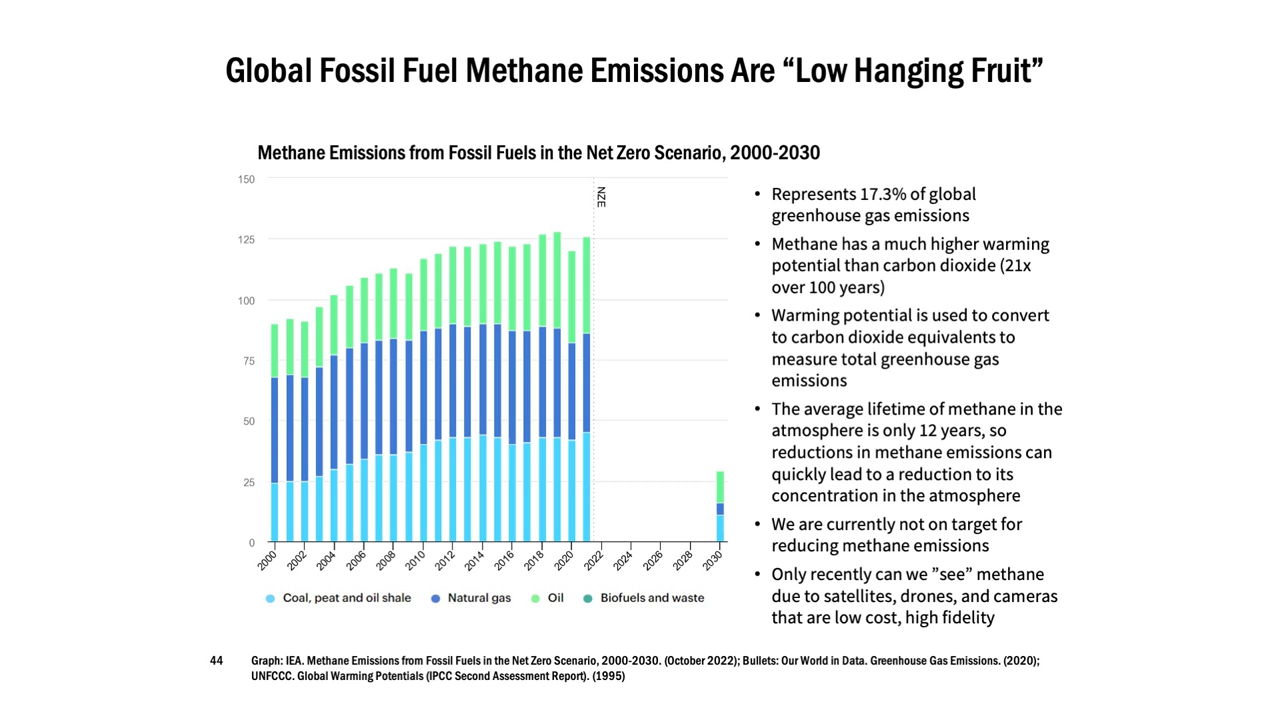 Global Fossil Fuel Methane Emissions Are “Low Hanging Fruit”
Methane Emissions from Fossil Fuels in the Net Zero Scenario, 2000-2030
150
125
100
75
50
25
0
NZE
2000
2002
2004
2006
2008
2010
2012
2014
2016
2018
2020
2022
2024
2026
2028
2030
Coal, peat and oil shale
Natural gas
Oil
Biofuels and waste
• Represents 17.3% of global
greenhouse gas emissions
• Methane has a much higher warming
potential than carbon dioxide (21x
over 100 years)
• Warming potential is used to convert
to carbon dioxide equivalents to
measure total greenhouse gas
emissions
• The average lifetime of methane in the
atmosphere is only 12 years, so
reductions in methane emissions can
quickly lead to a reduction to its
concentration in the atmosphere
• We are currently not on target for
reducing methane emissions
• Only recently can we ”see” methane
due to satellites, drones, and cameras
that are low cost, high fidelity
44
Graph: IEA. Methane Emissions from Fossil Fuels in the Net Zero Scenario, 2000-2030. (October 2022); Bullets: Our World in Data. Greenhouse Gas Emissions. (2020);
UNFCCC. Global Warming Potentials (IPCC Second Assessment Report). (1995)